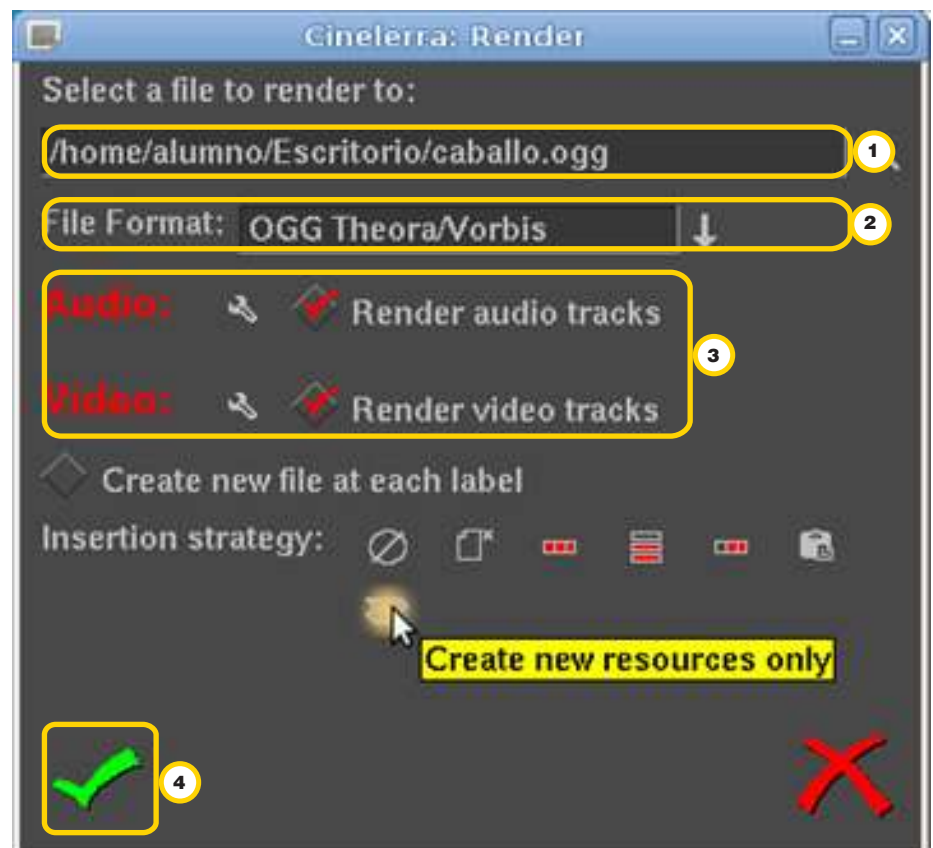 Cinelerra: Render
Select a file to render to:
/home/alumno/Escritorio/caballo.ogg
1
File Format: OGG Theora/Vorbis
2
Audio: Render audio tracks
3
Video: Render video tracks
Create new file at each label
Insertion strategy:
Create new resources only
4